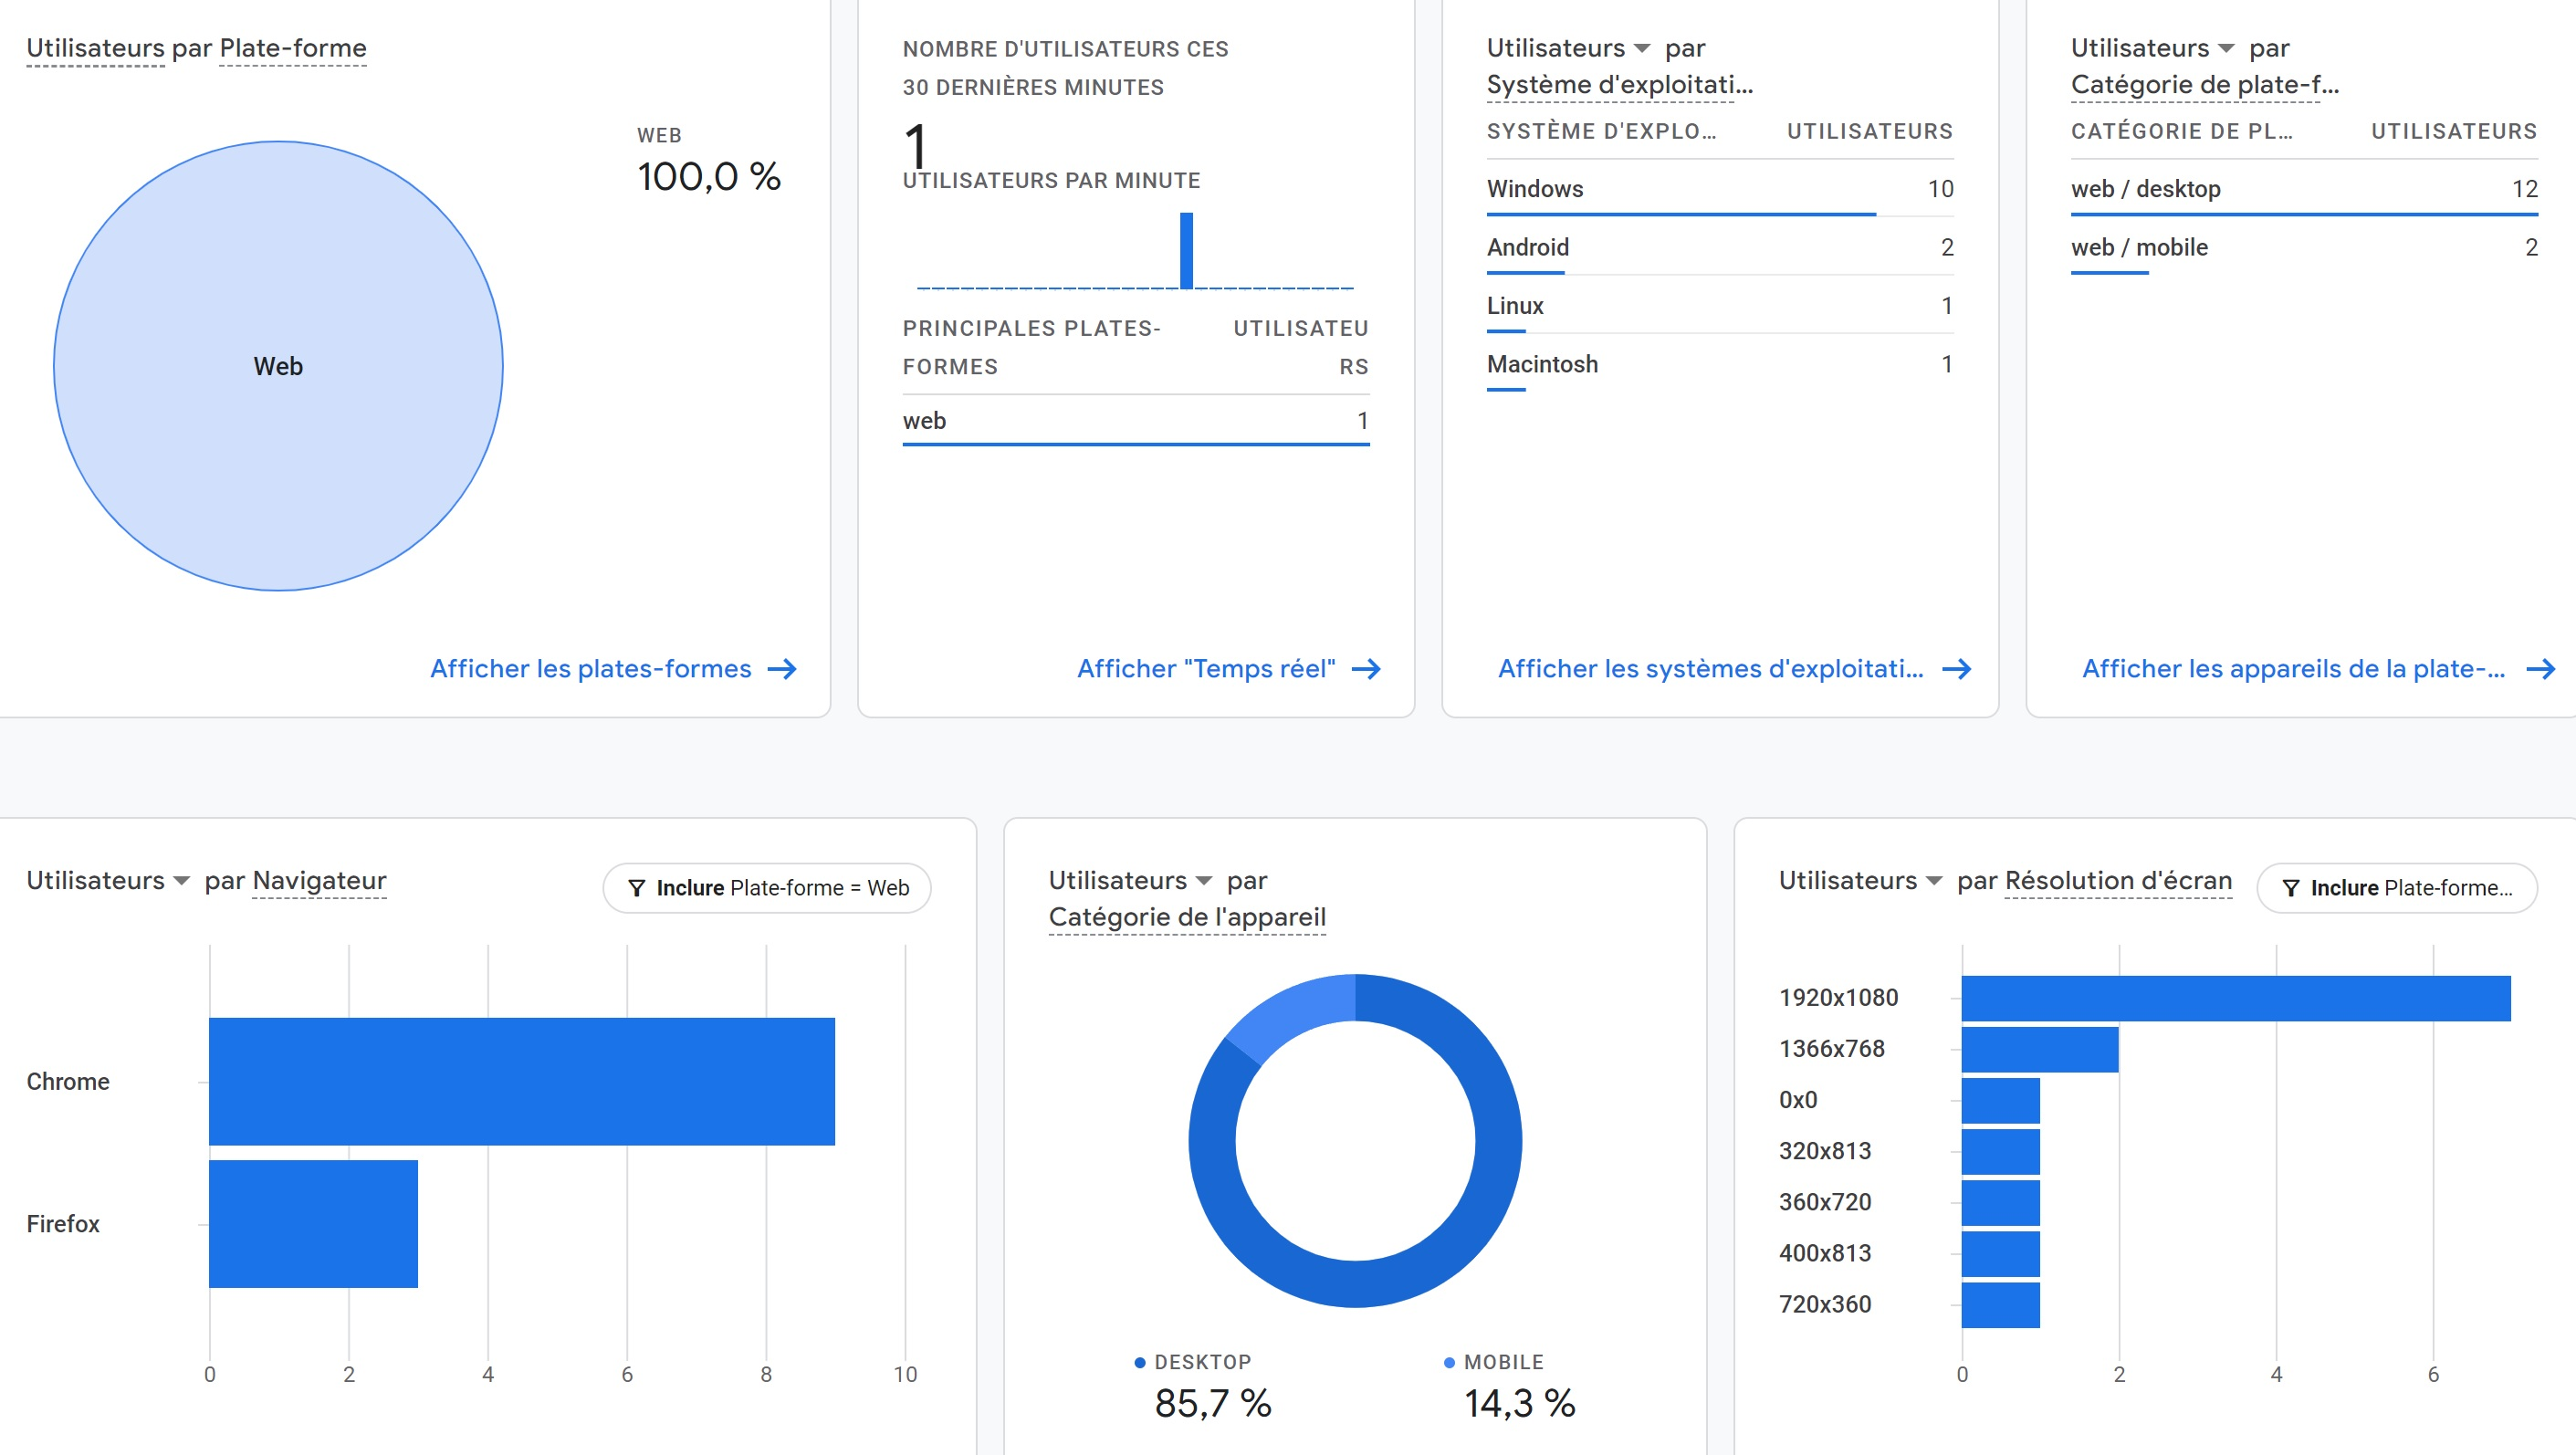 Utilisateurs par Plate-forme
WEB
100,0 %
Web
Afficher les plates-formes
NOMBRE D'UTILISATEURS CES
30 DERNIÈRES MINUTES
1
UTILISATEURS PAR MINUTE
PRINCIPALES PLATES-
FORMES
UTILISATEU
RS
web 1
Afficher "Temps réel"
Utilisateurs par
Système d'exploitati...
SYSTÈME D'EXPLO... UTILISATEURS
Windows 10
Android 2
Linux 1
Macintosh 1
Afficher les systèmes d'exploitati...
Utilisateurs par
Catégorie de plate-f...
CATÉGORIE DE PL... UTILISATEURS
web / desktop 12
web / mobile 2
Afficher les appareils de la plate-...
Utilisateurs par Navigateur
Inclure Plate-forme = Web
Chrome
Firefox
0 2 4 6 8 10
Utilisateurs par
Catégorie de l'appareil
DESKTOP
85,7 %
MOBILE
14,3 %
Utilisateurs par Résolution d'écran
Inclure Plate-forme...
1920x1080
1366x768
0x0
320x813
360x720
400x813
720x360
0 2 4 6